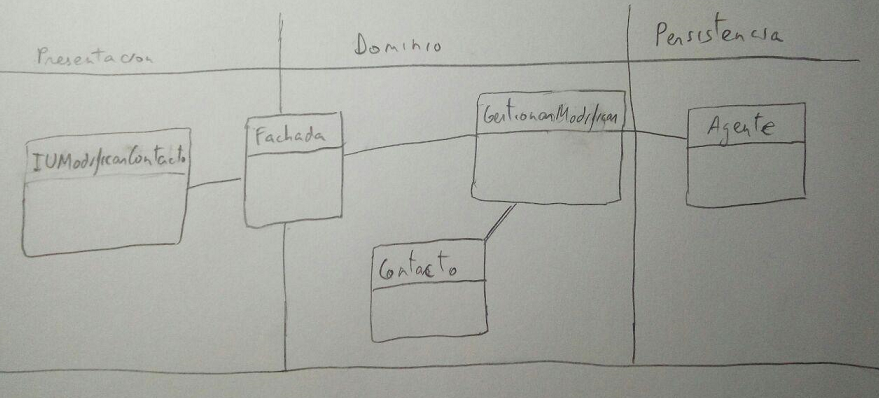 Presentacion
Dominio
Persistencia
IUModificarContacto
Fachada
GestionarModificar
Agente
Contacto